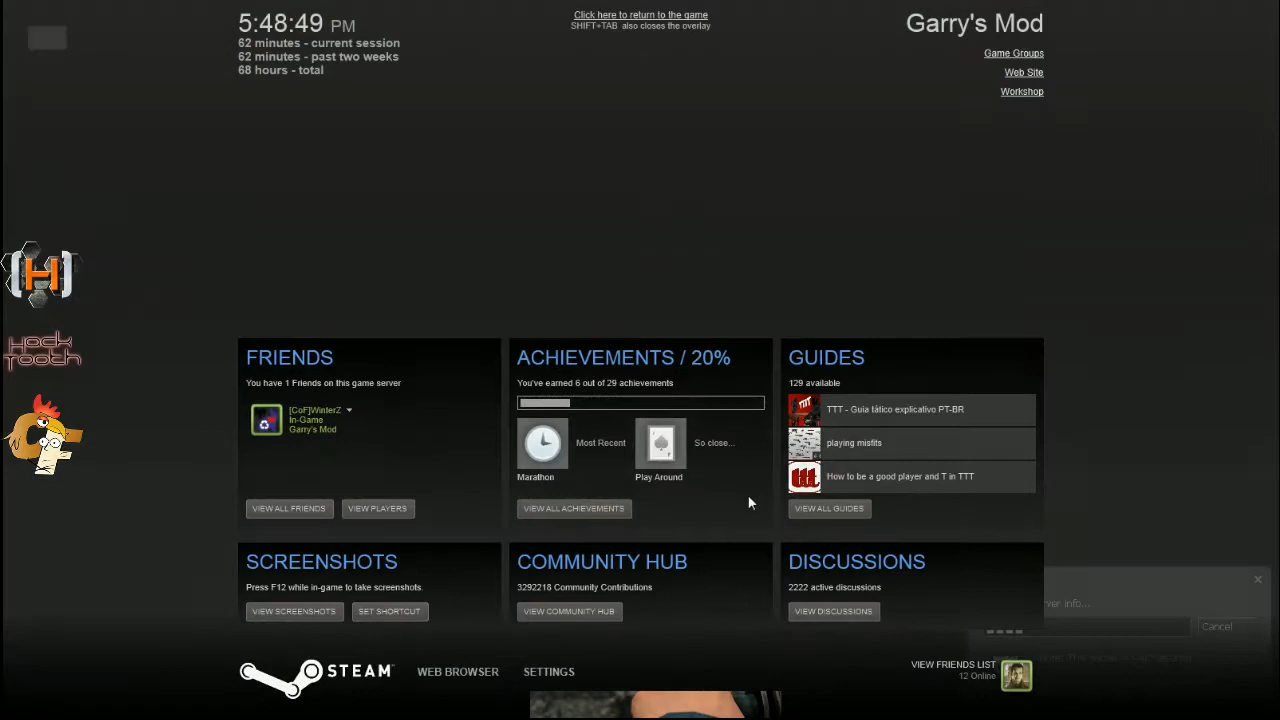 5:48:49 PM
62 minutes - current session
62 minutes - past two weeks
68 hours - total
Click here to return to the game
SHIFT+TAB also closes the overlay
Garry's Mod
Game Groups
Web Site
Workshop
H
Hack
Tooth
FRIENDS
You have 1 Friends on this game server
[CoF]WinterZ
In-Game
Garry's Mod
VIEW ALL FRIENDS
VIEW PLAYERS
ACHIEVEMENTS / 20%
You've earned 6 out of 29 achievements
Most Recent
So close...
Marathon
Play Around
VIEW ALL ACHIEVEMENTS
GUIDES
129 available
TTT - Guia tático explicativo PT-BR
playing misfits
How to be a good player and T in TTT
VIEW ALL GUIDES
SCREENSHOTS
Press F12 while in-game to take screenshots.
VIEW SCREENSHOTS
SET SHORTCUT
COMMUNITY HUB
3292218 Community Contributions
VIEW COMMUNITY HUB
DISCUSSIONS
2222 active discussions
VIEW DISCUSSIONS
info...
Cancel
STEAM
WEB BROWSER
SETTINGS
VIEW FRIENDS LIST
12 Online